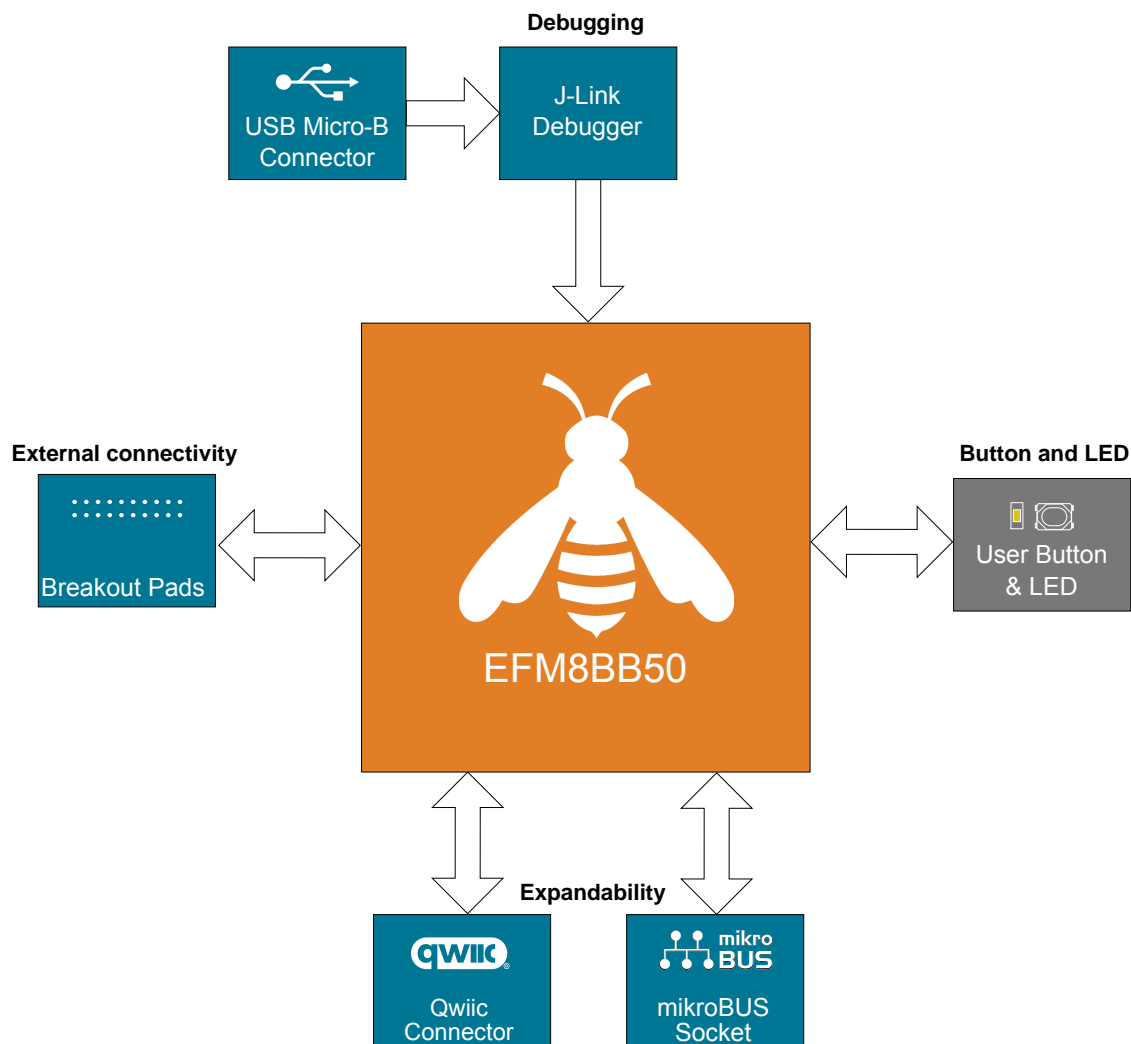 Debugging
USB Micro-B
Connector
J-Link
Debugger
External connectivity
Breakout Pads
Button and LED
User Button
& LED
EFM8BB50
Expandability
qwiic®
Qwiic
Connector
mikro
BUS
mikroBUS
Socket